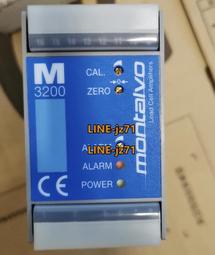 M
3200
CAL.
ZERO
LINE-jz71
LINE-jz71
ALARM
POWER
montalvo
Load Cell Amplifiers
CE